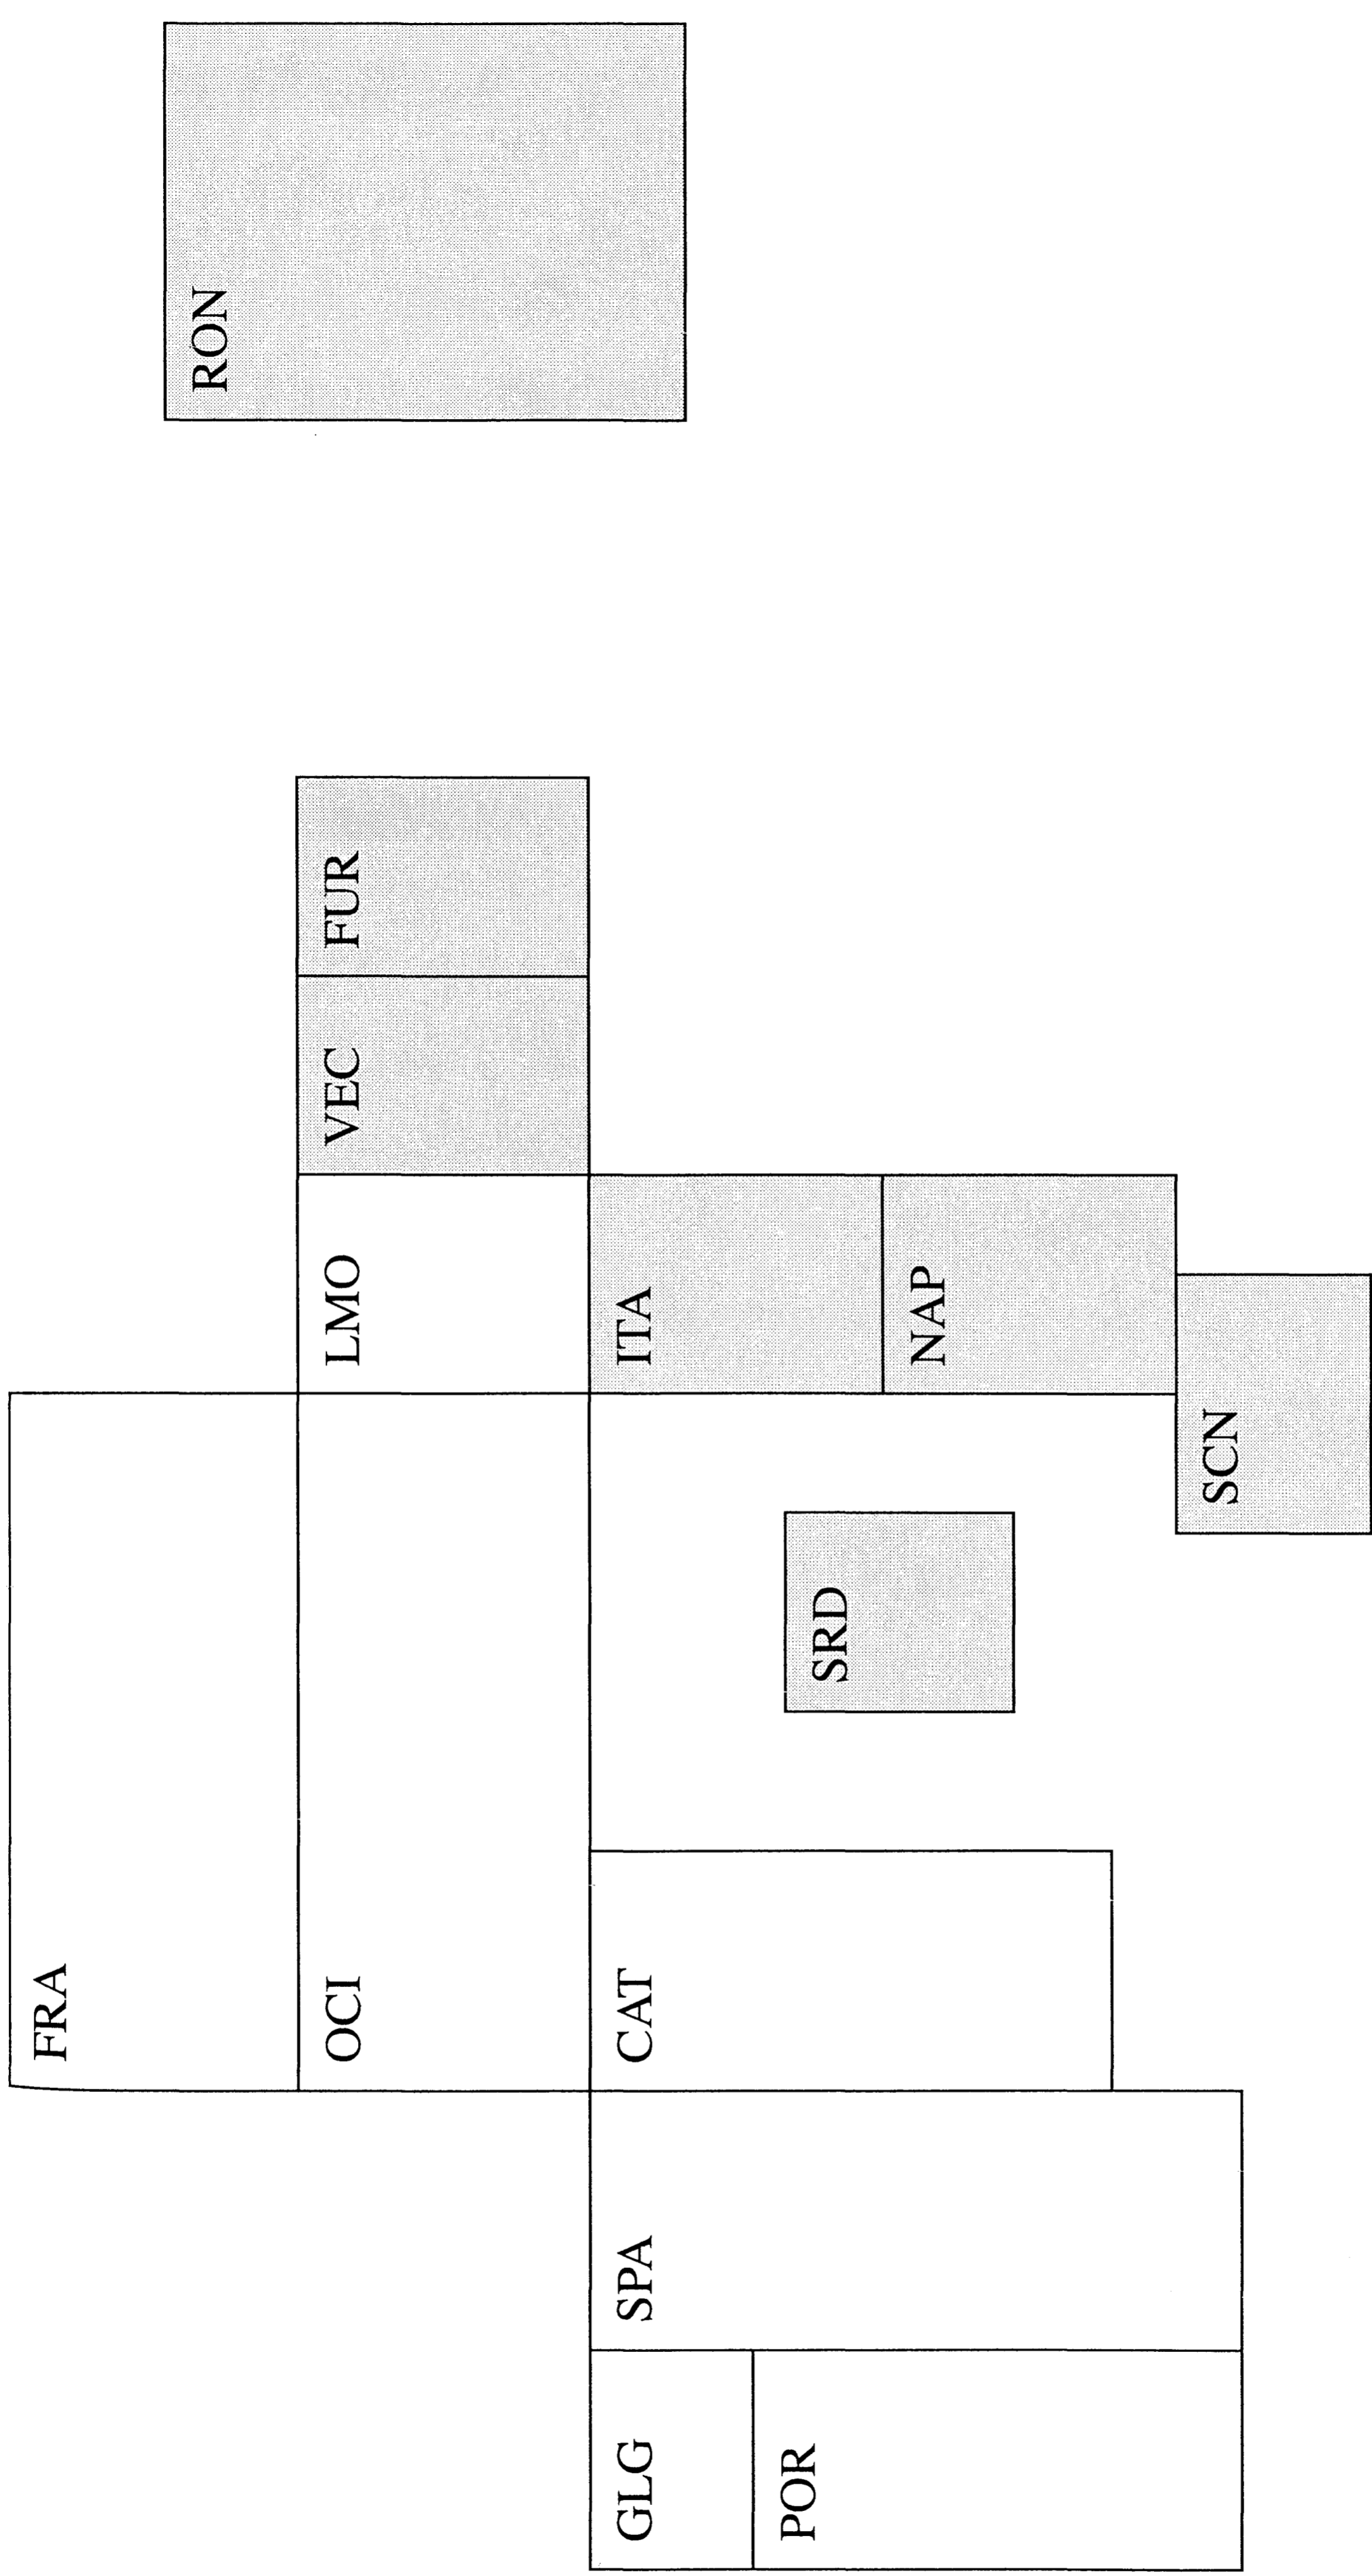 FRA
RON
OCI
LMO
VEC
FUR
GLG
SPA
CAT
ITA
POR
SRD
NAP
SCN